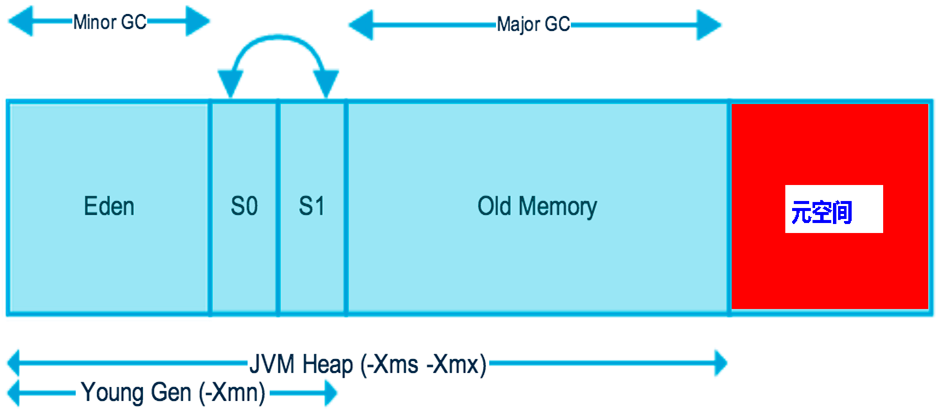 Minor GC
Major GC
Eden
S0
S1
Old Memory
元空间
JVM Heap (-Xms -Xmx)
Young Gen (-Xmn)